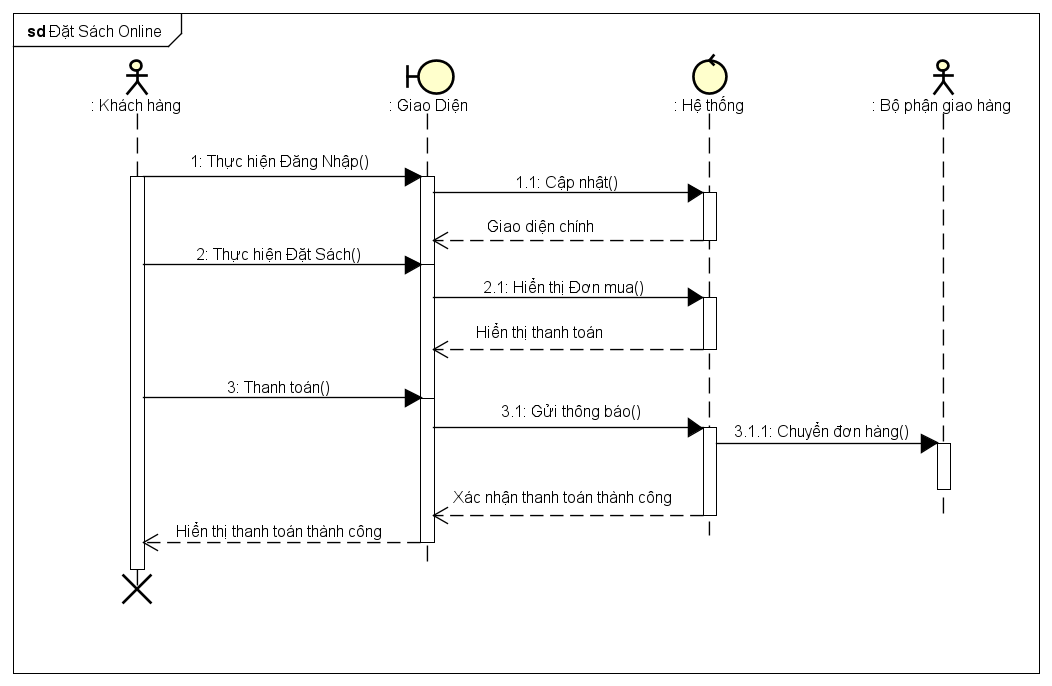 sd Đặt Sách Online
: Khách hàng
: Giao Diện
: Hệ thống
: Bộ phận giao hàng
1: Thực hiện Đăng Nhập()
1.1: Cập nhật()
Giao diện chính
2: Thực hiện Đặt Sách()
2.1: Hiển thị Đơn mua()
Hiển thị thanh toán
3: Thanh toán()
3.1: Gửi thông báo()
3.1.1: Chuyển đơn hàng()
Xác nhận thanh toán thành công
Hiển thị thanh toán thành công